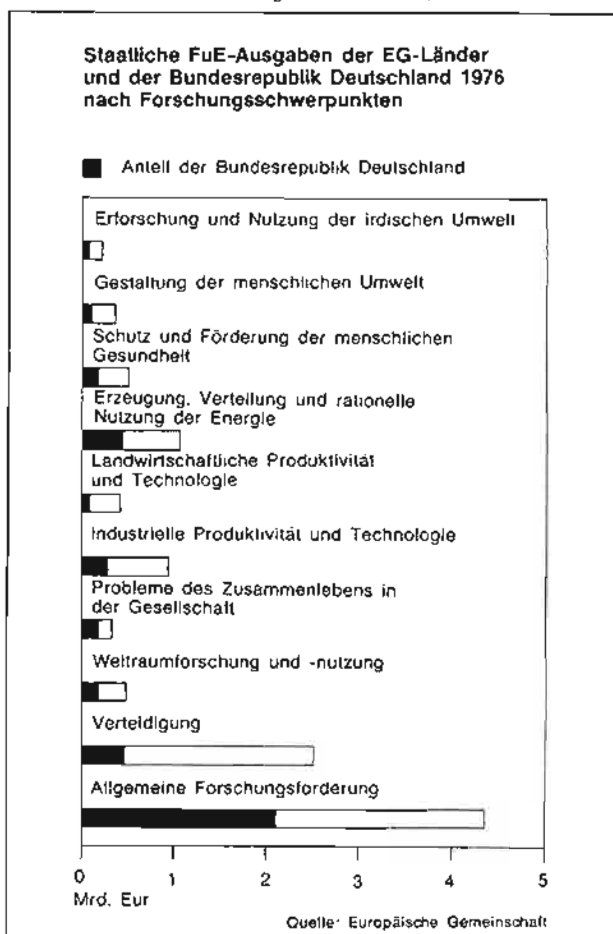 Staatliche FuE-Ausgaben der EG-Länder
und der Bundesrepublik Deutschland 1976
nach Forschungsschwerpunkten
Anteil der Bundesrepublik Deutschland
Erforschung und Nutzung der irdischen Umwelt
Gestaltung der menschlichen Umwelt
Schutz und Förderung der menschlichen
Gesundheit
Erzeugung, Verteilung und rationelle
Nutzung der Energie
Landwirtschaftliche Produktivität
und Technologie
Industrielle Produktivität und Technologie
Probleme des Zusammenlebens in
der Gesellschaft
Weltraumforschung und -nutzung
Verteidigung
Allgemeine Forschungsförderung
0 1 2 3 4 5
Mrd. Eur
Quelle: Europäische Gemeinschaft